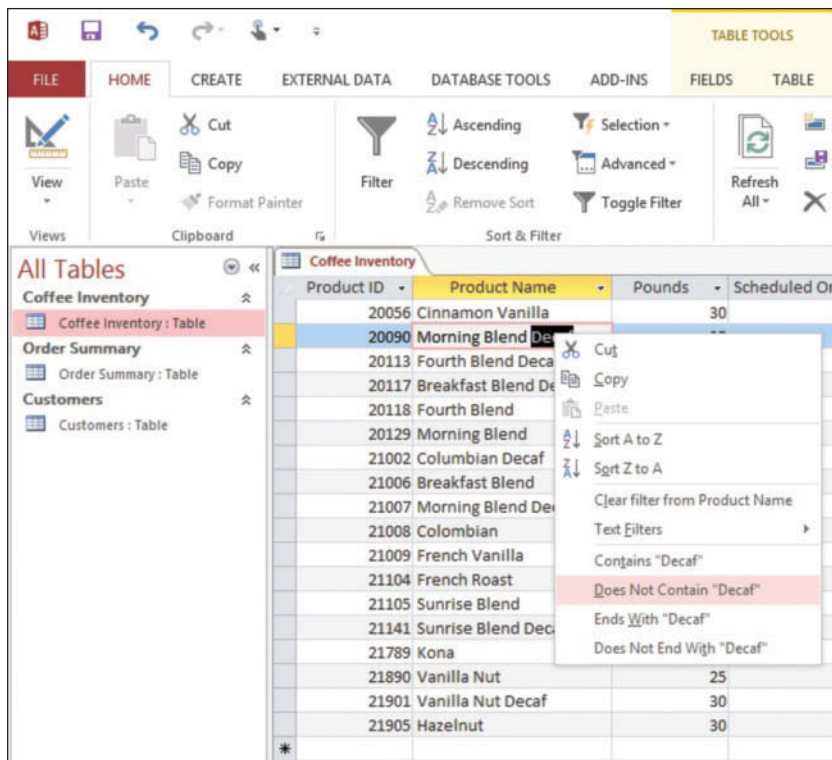 TABLE TOOLS
FILE HOME CREATE EXTERNAL DATA DATABASE TOOLS ADD-INS FIELDS TABLE
View
Views
Paste
Cut
Copy
Format Painter
Clipboard
Filter
Ascending
Descending
Remove Sort
Selection
Advanced
Toggle Filter
Sort & Filter
Refresh
All
All Tables
Coffee Inventory
Coffee Inventory : Table
Order Summary
Order Summary : Table
Customers
Customers : Table
Coffee Inventory
Product ID Product Name Pounds Scheduled Or
20056 Cinnamon Vanilla 30
20090 Morning Blend
20113 Fourth Blend Deca
20117 Breakfast Blend De
20118 Fourth Blend
20129 Morning Blend
21002 Columbian Decaf
21006 Breakfast Blend
21007 Morning Blend De
21008 Colombian
21009 French Vanilla
21104 French Roast
21105 Sunrise Blend
21141 Sunrise Blend Deca
21789 Kona
21890 Vanilla Nut 25
21901 Vanilla Nut Decaf 30
21905 Hazelnut 30
Cut
Copy
Paste
Sort A to Z
Sort Z to A
Clear filter from Product Name
Text Filters
Contains "Decaf"
Does Not Contain "Decaf"
Ends With "Decaf"
Does Not End With "Decaf"